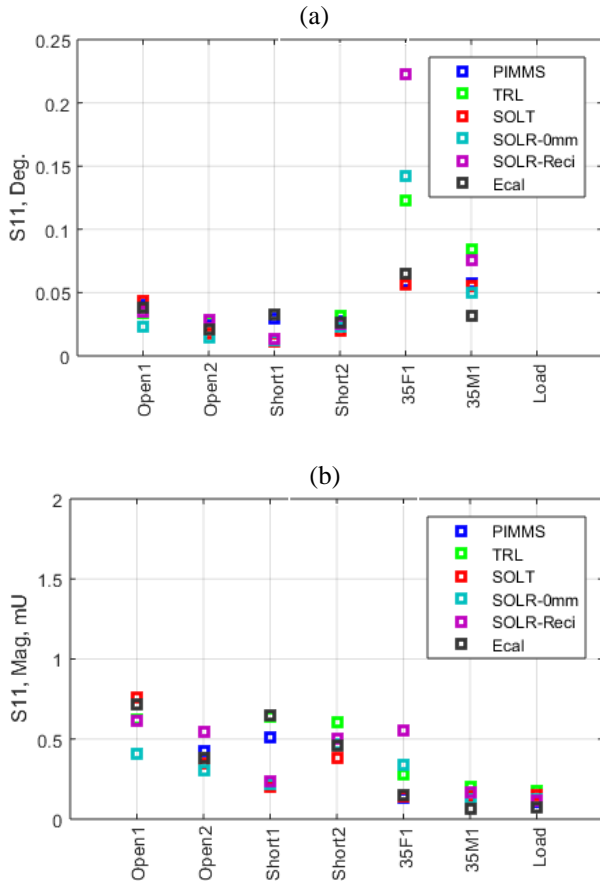 (a)
0.25
0.2
0.15
0.1
0.05
0
S11, Deg.
PIMMS
TRL
SOLT
SOLR-0mm
SOLR-Reci
Ecal
Open1
Open2
Short1
Short2
35F1
35M1
Load
(b)
2
1.5
1
0.5
0
S11, Mag, mU
PIMMS
TRL
SOLT
SOLR-0mm
SOLR-Reci
Ecal
Open1
Open2
Short1
Short2
35F1
35M1
Load